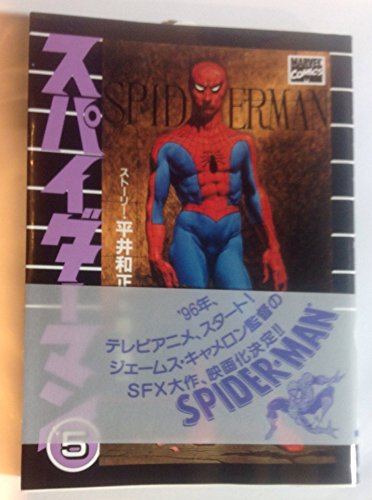 MARVEL
COMICS
SPIDERMAN
スパイダーマン
5
ストーリー・平井和正
'96年、
テレビアニメ、スタート!
ジェームス・キャメロン監督の
SFX大作、映画化決定!!
SPIDER-MAN